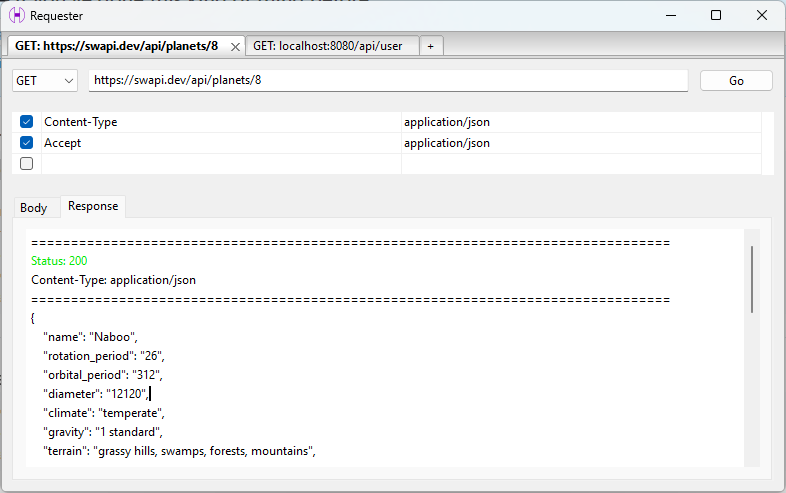 Requester
GET: https://swapi.dev/api/planets/8 GET: localhost:8080/api/user +
GET https://swapi.dev/api/planets/8 Go
Content-Type application/json
Accept application/json
Body Response
================================================================================
Status: 200
Content-Type: application/json
================================================================================
{
"name": "Naboo",
"rotation_period": "26",
"orbital_period": "312",
"diameter": "12120",
"climate": "temperate",
"gravity": "1 standard",
"terrain": "grassy hills, swamps, forests, mountains",